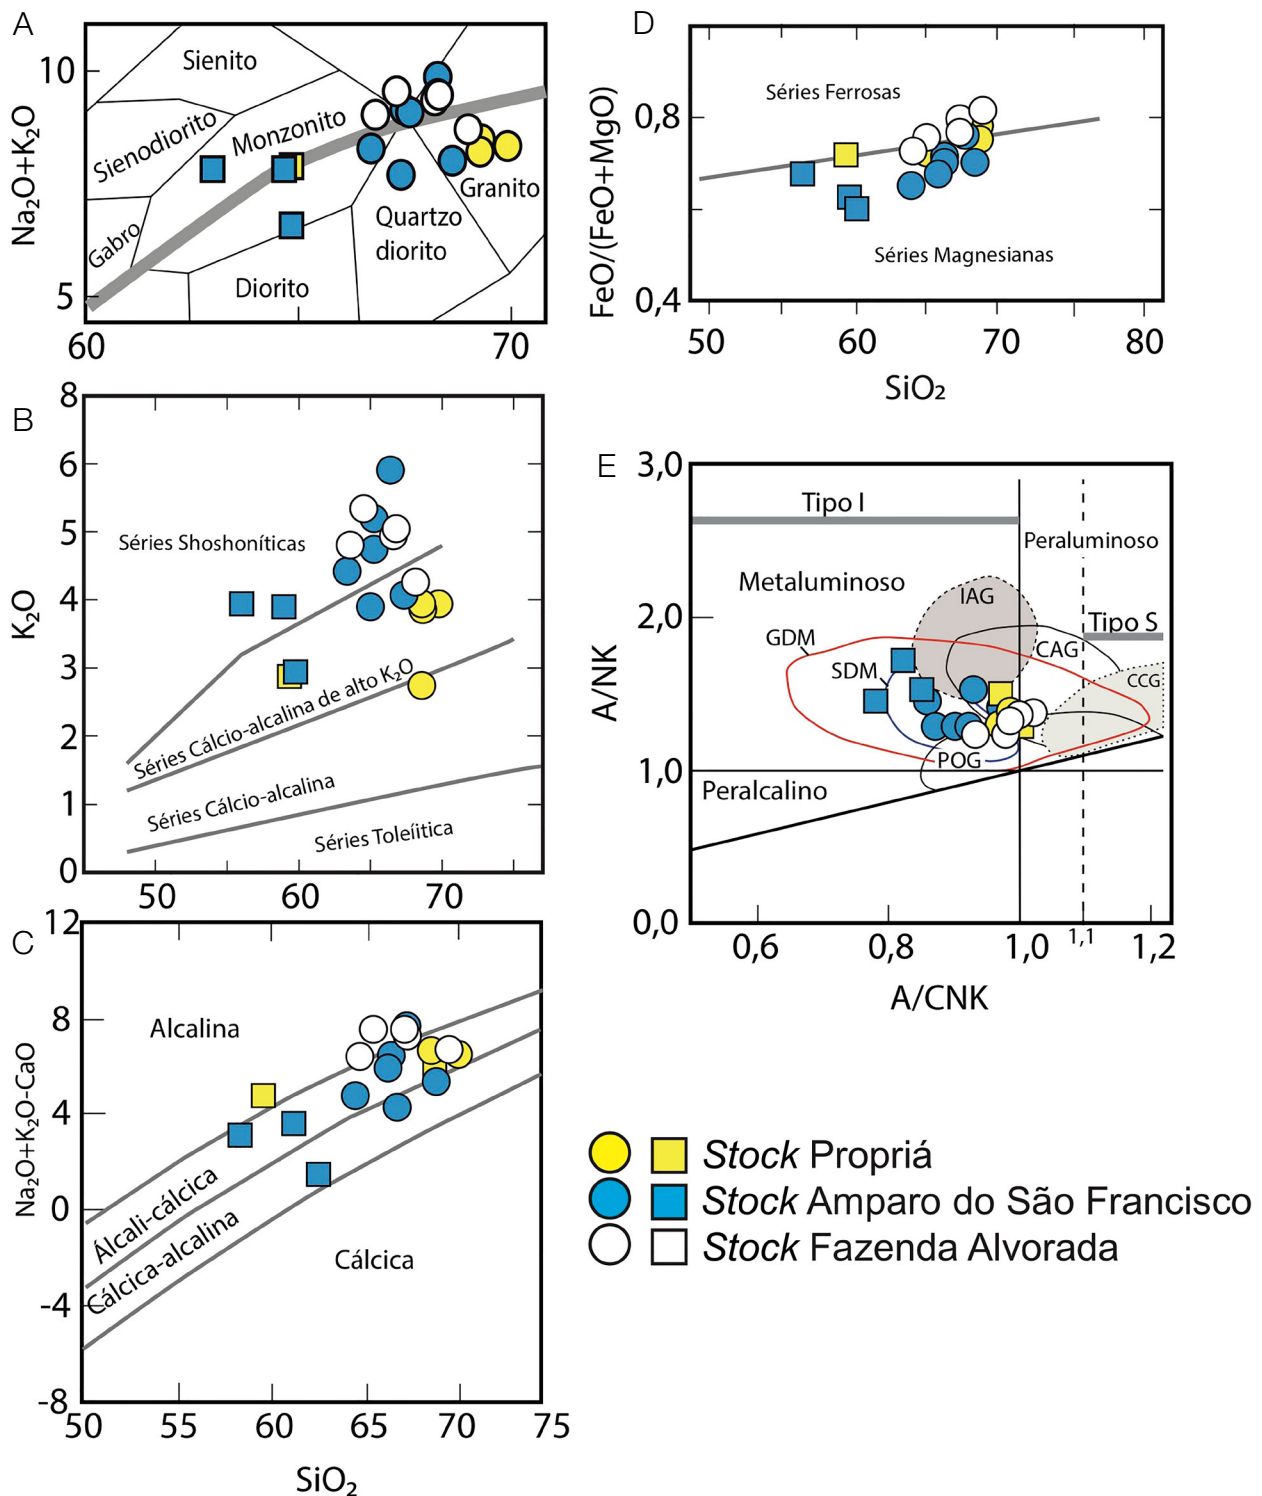 A
Na₂O+K₂O
10
5
60
70
Sienito
Sienodiorito
Monzonito
Gabro
Diorito
Quartzo
diorito
Granito
B
K₂O
8
6
5
4
3
2
1
0
50
60
70
Séries Shoshoníticas
Séries Cálcio-alcalina de alto K₂O
Séries Cálcio-alcalina
Séries Toleíitica
C
Na₂O+K₂O-CaO
12
8
4
0
-4
-8
50
55
60
65
70
75
SiO₂
Alcalina
Álcali-cálcica
Cálcica-alcalina
Cálcica
D
FeO/(FeO+MgO)
0,8
0,4
50
60
70
80
SiO₂
Séries Ferrosas
Séries Magnesianas
E
A/NK
3,0
2,0
1,0
0,0
0,6
0,8
1,0
1,1
1,2
A/CNK
Tipo I
Peraluminoso
Metaluminoso
IAG
Tipo S
GDM
CAG
SDM
CCG
POG
Peralcalino
Stock Propriá
Stock Amparo do São Francisco
Stock Fazenda Alvorada